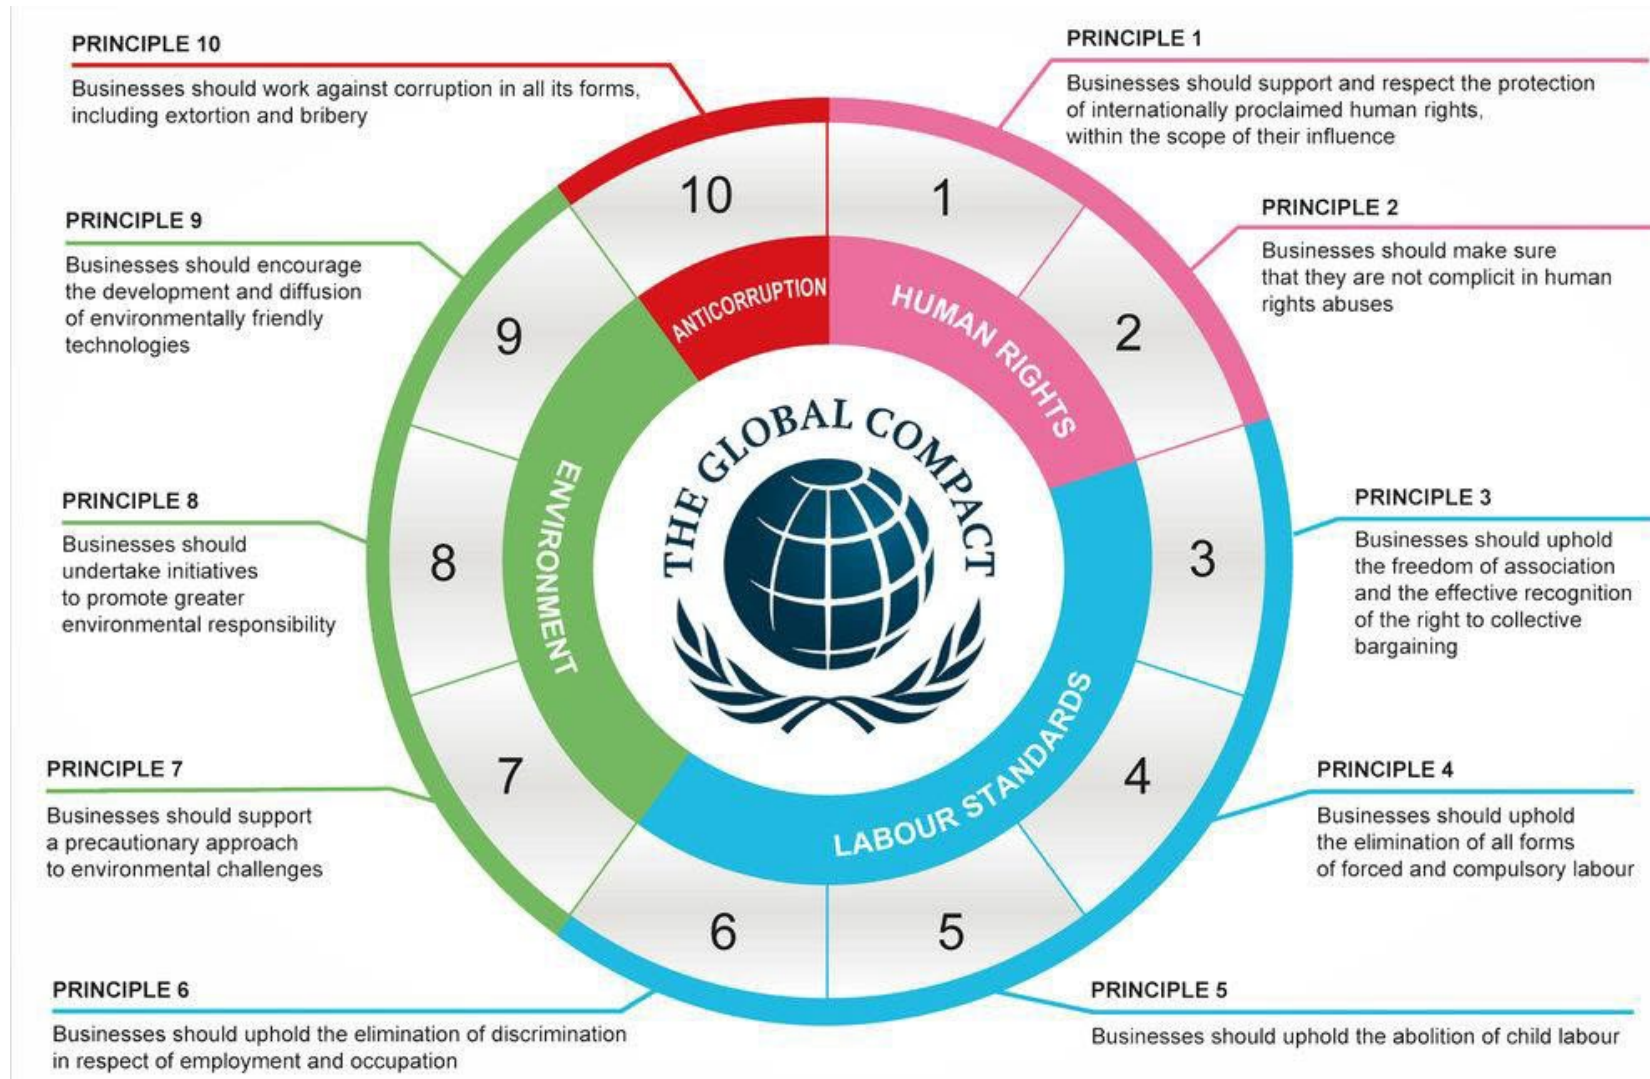 PRINCIPLE 10
Businesses should work against corruption in all its forms,
including extortion and bribery
PRINCIPLE 1
Businesses should support and respect the protection
of internationally proclaimed human rights,
within the scope of their influence
PRINCIPLE 9
Businesses should encourage
the development and diffusion
of environmentally friendly
technologies
PRINCIPLE 2
Businesses should make sure
that they are not complicit in human
rights abuses
10
1
9
2
8
3
7
4
6
5
ANTICORRUPTION
HUMAN RIGHTS
ENVIRONMENT
LABOUR STANDARDS
THE GLOBAL COMPACT
PRINCIPLE 8
Businesses should
undertake initiatives
to promote greater
environmental responsibility
PRINCIPLE 3
Businesses should uphold
the freedom of association
and the effective recognition
of the right to collective
bargaining
PRINCIPLE 7
Businesses should support
a precautionary approach
to environmental challenges
PRINCIPLE 4
Businesses should uphold
the elimination of all forms
of forced and compulsory labour
PRINCIPLE 6
Businesses should uphold the elimination of discrimination
in respect of employment and occupation
PRINCIPLE 5
Businesses should uphold the abolition of child labour